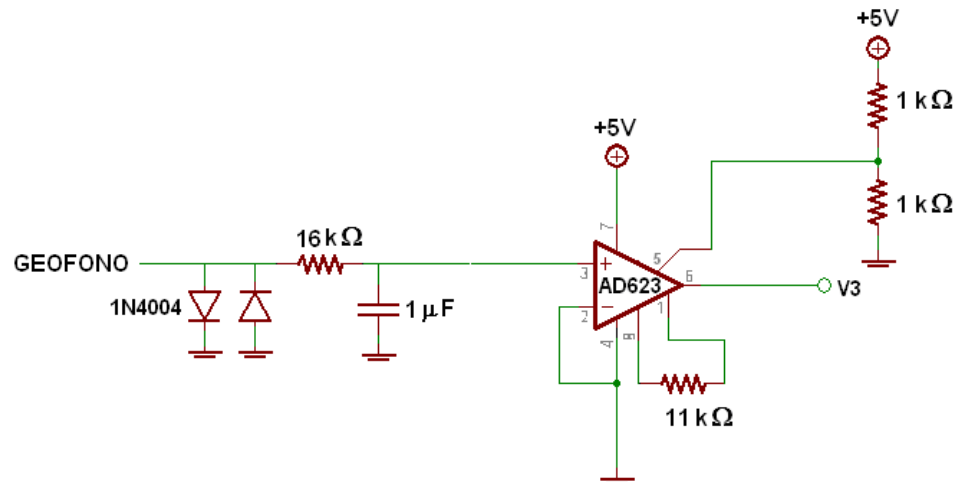 +5V
1 kΩ
+5V
1 kΩ
7
16 kΩ
5
GEOFONO
3
+
AD623
6
V3
1N4004
1 µF
−
2
4
8
1
11 kΩ